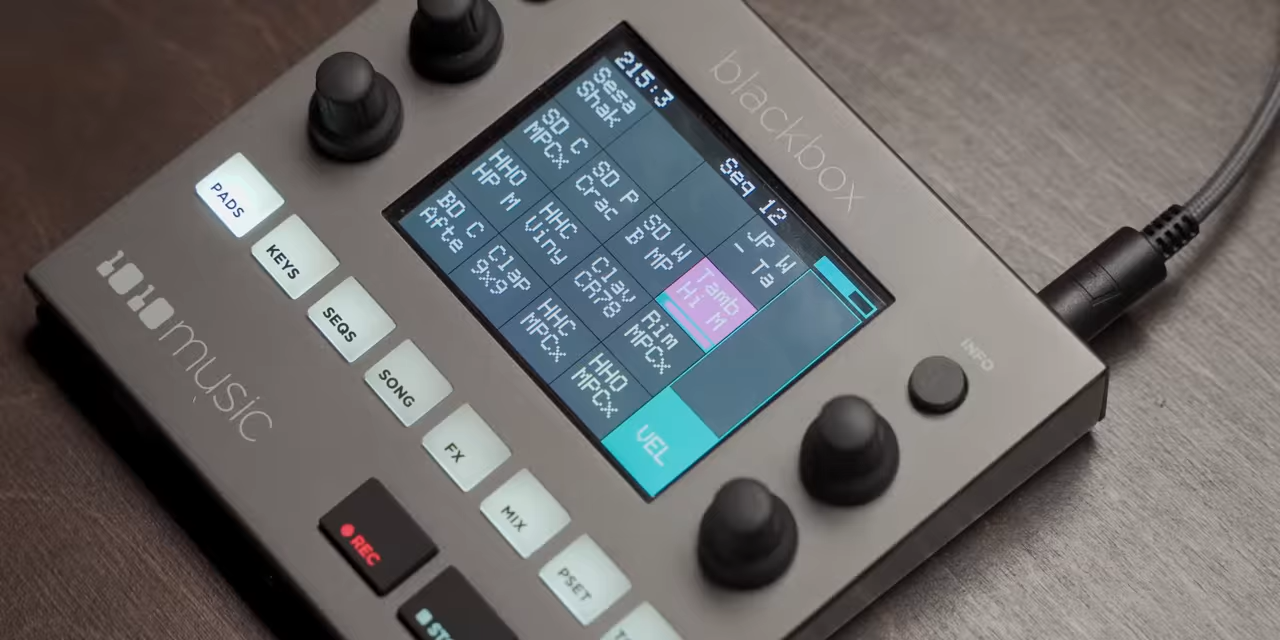 blackbox
215:3
Seq 12
Sesa
Shak
JP W
- Ta
SD C
MPCx
SD P
Crac
SD W
B MP
Tamb
Hi M
HHO
HP M
HHC
Viny
Clav
CR78
Rim
MPCx
BD C
Afte
Clap
9x9
HHC
MPCx
HHO
MPCx
VEL
INFO
PADS
KEYS
SEQS
SONG
FX
MIX
PSET
1010music
REC